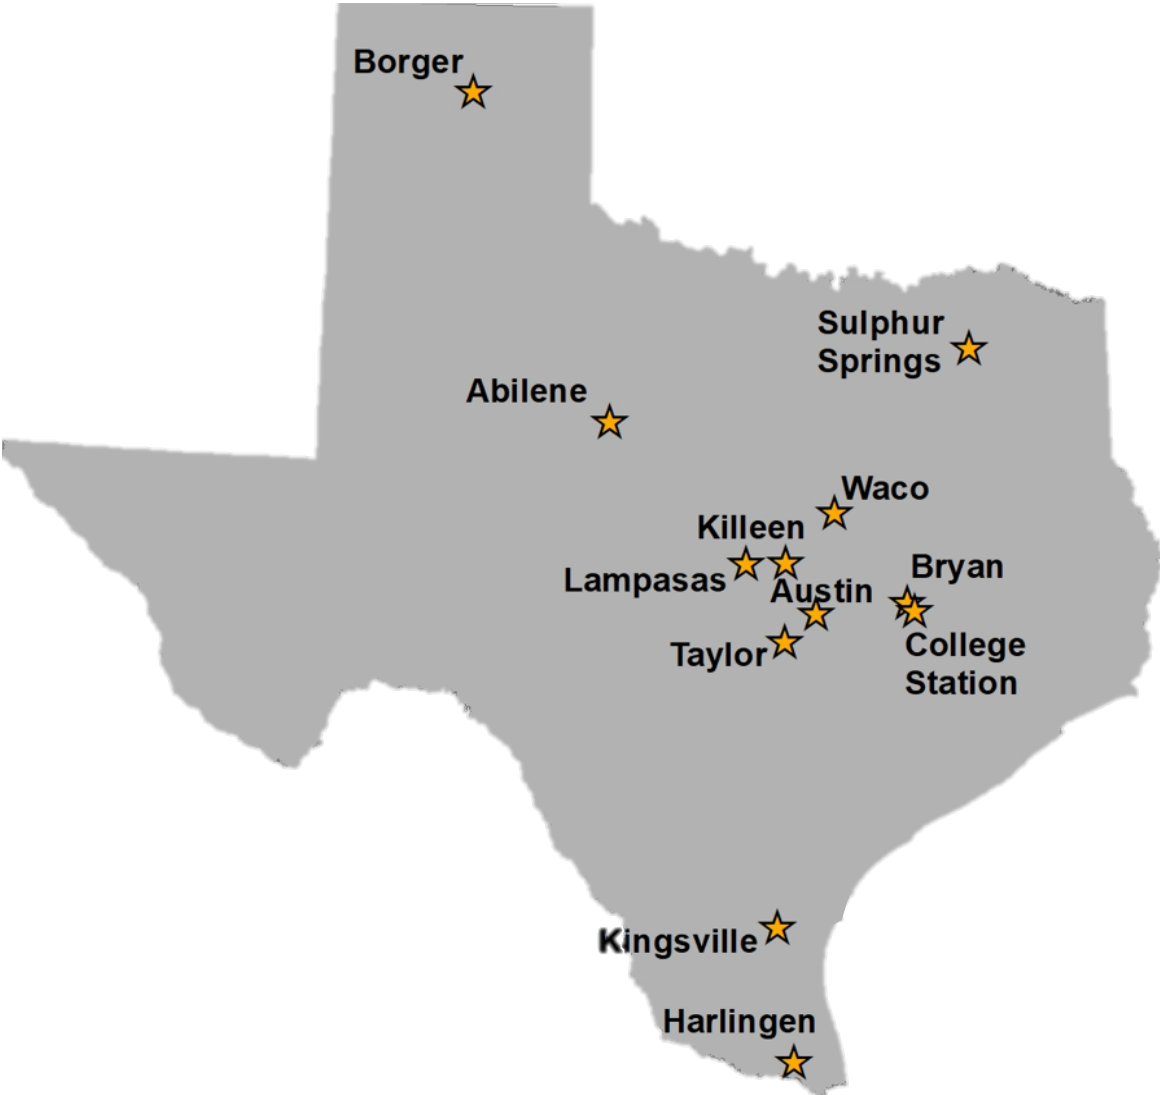 Borger
Sulphur
Springs
Abilene
Waco
Killeen
Bryan
Lampasas
Austin
Taylor
College
Station
Kingsville
Harlingen